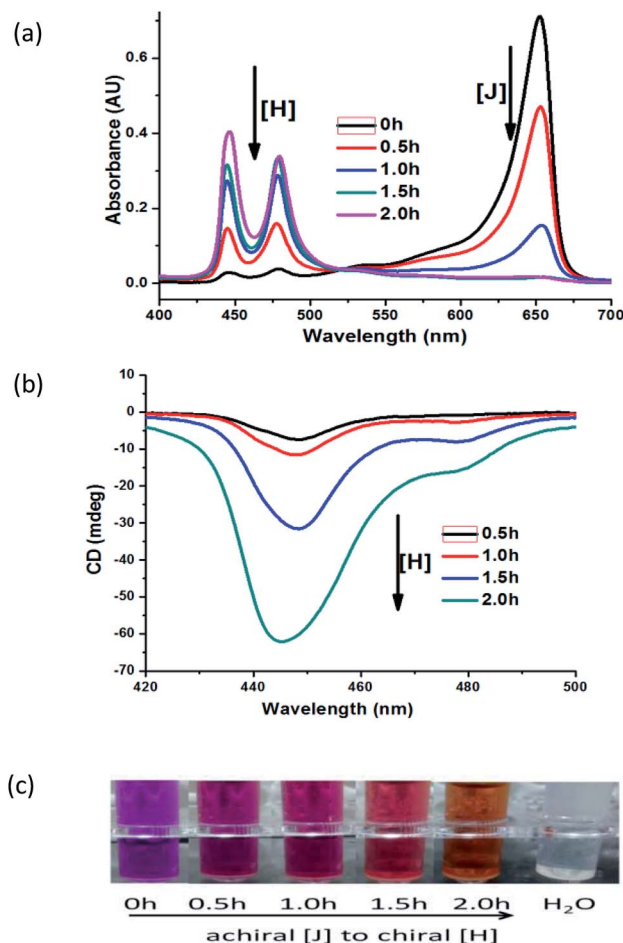 (a)
0.6
0.4
0.2
0.0
Absorbance (AU)
[H]
[J]
0h
0.5h
1.0h
1.5h
2.0h
400 450 500 550 600 650 700
Wavelength (nm)
(b)
10
0
-10
-20
-30
-40
-50
-60
-70
CD (mdeg)
[H]
0.5h
1.0h
1.5h
2.0h
420 440 460 480 500
Wavelength (nm)
(c)
0h 0.5h 1.0h 1.5h 2.0h H₂O
achiral [J] to chiral [H]